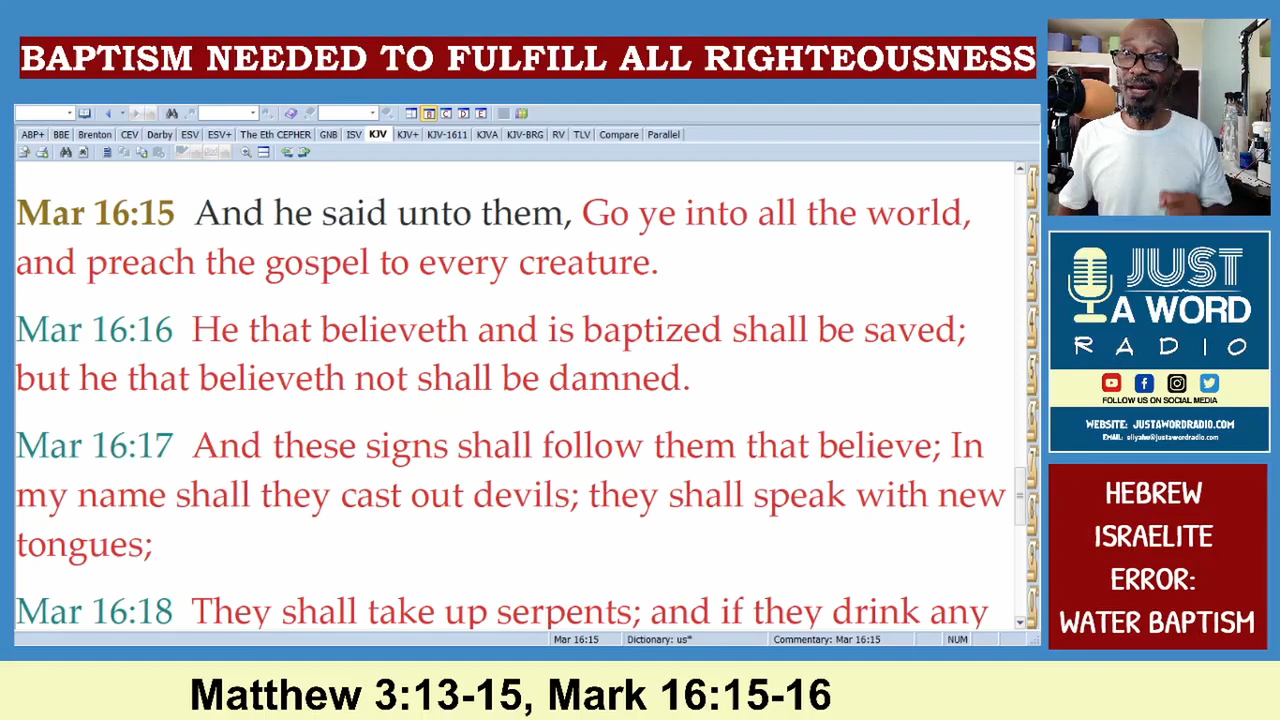 BAPTISM NEEDED TO FULFILL ALL RIGHTEOUSNESS
ABP+ BBE Brenton CEV Darby ESV ESV+ The Eth CEPHER GNB ISV KJV KJV+ KJV-1611 KJVA KJV-BRG RV TLV Compare Parallel
Mar 16:15 And he said unto them, Go ye into all the world,
and preach the gospel to every creature.
Mar 16:16 He that believeth and is baptized shall be saved;
but he that believeth not shall be damned.
Mar 16:17 And these signs shall follow them that believe; In
my name shall they cast out devils; they shall speak with new
tongues;
Mar 16:18 They shall take up serpents; and if they drink any
Mar 16:15 Dictionary: us* Commentary: Mar 16:15 NUM
JUST
A WORD
RADIO
FOLLOW US ON SOCIAL MEDIA
WEBSITE: JUSTAWORDRADIO.COM
EMAIL: eliyahu@justawordradio.com
HEBREW
ISRAELITE
ERROR:
WATER BAPTISM
Matthew 3:13-15, Mark 16:15-16